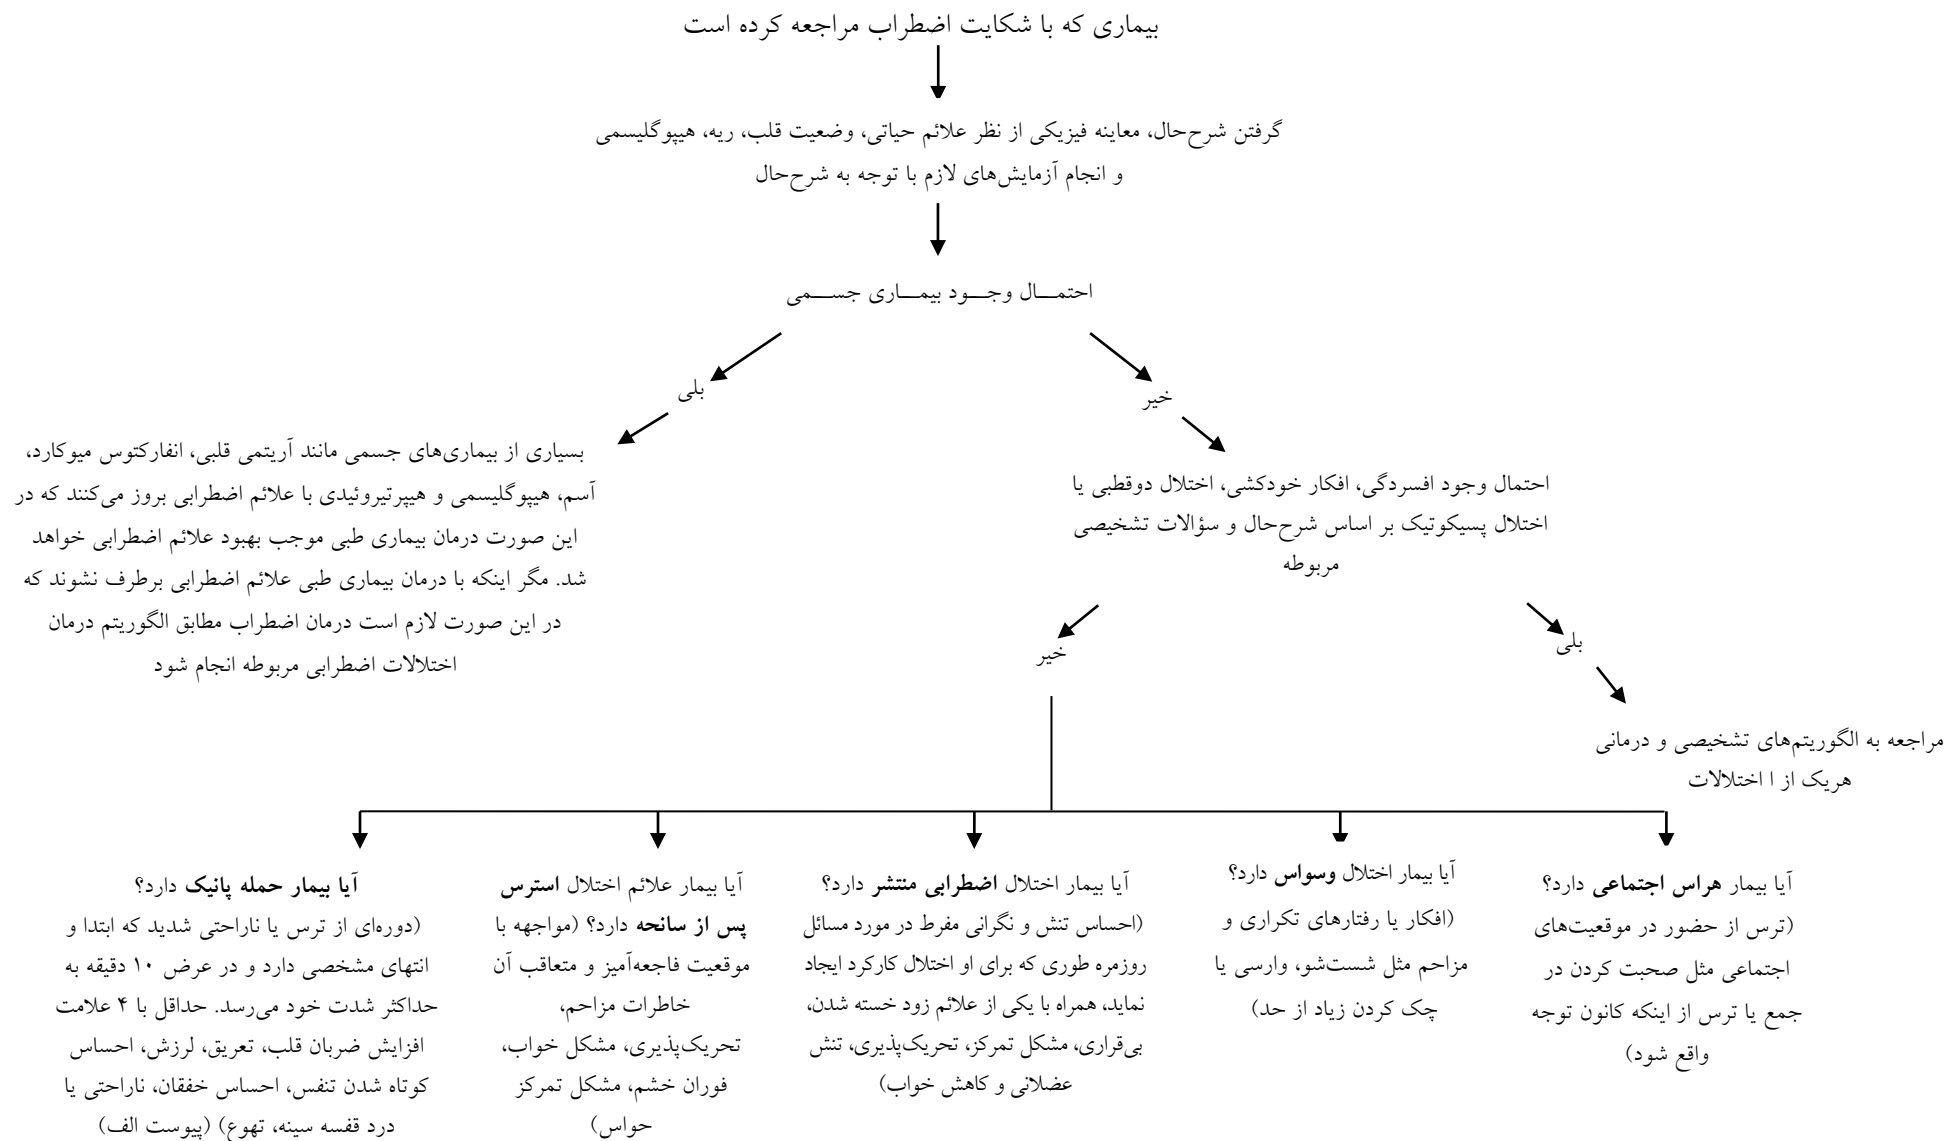 بیماری که با شکایت اضطراب مراجعه کرده است
گرفتن شرح‌حال، معاینه فیزیکی از نظر علائم حیاتی، وضعیت قلب، ریه، هیپوگلیسمی
و انجام آزمایش‌های لازم با توجه به شرح‌حال
احتمـــال وجـــود بیمـــاری جســـمی
خیر
بلی
احتمال وجود افسردگی، افکار خودکشی، اختلال دوقطبی یا
اختلال پسیکوتیک بر اساس شرح‌حال و سؤالات تشخیصی
مربوطه
بسیاری از بیماری‌های جسمی مانند آریتمی قلبی، انفارکتوس میوکارد،
آسم، هیپوگلیسمی و هیپرتیروئیدی با علائم اضطرابی بروز می‌کنند که در
این صورت درمان بیماری طبی موجب بهبود علائم اضطرابی خواهد
شد. مگر اینکه با درمان بیماری طبی علائم اضطرابی برطرف نشوند که
در این صورت لازم است درمان اضطراب مطابق الگوریتم درمان
اختلالات اضطرابی مربوطه انجام شود
بلی
خیر
مراجعه به الگوریتم‌های تشخیصی و درمانی
هریک از ا اختلالات
آیا بیمار هراس اجتماعی دارد؟
(ترس از حضور در موقعیت‌های
اجتماعی مثل صحبت کردن در
جمع یا ترس از اینکه کانون توجه
واقع شود)
آیا بیمار اختلال وسواس دارد؟
(افکار یا رفتارهای تکراری و
مزاحم مثل شست‌شو، وارسی یا
چک کردن زیاد از حد)
آیا بیمار اختلال اضطرابی منتشر دارد؟
(احساس تنش و نگرانی مفرط در مورد مسائل
روزمره طوری که برای او اختلال کارکرد ایجاد
نماید، همراه با یکی از علائم زود خسته شدن،
بی‌قراری، مشکل تمرکز، تحریک‌پذیری، تنش
عضلانی و کاهش خواب)
آیا بیمار علائم اختلال استرس
پس از سانحه دارد؟ (مواجهه با
موقعیت فاجعه‌آمیز و متعاقب آن
خاطرات مزاحم،
تحریک‌پذیری، مشکل خواب،
فوران خشم، مشکل تمرکز
حواس)
آیا بیمار حمله پانیک دارد؟
(دوره‌ای از ترس یا ناراحتی شدید که ابتدا و
انتهای مشخصی دارد و در عرض ۱۰ دقیقه به
حداکثر شدت خود می‌رسد. حداقل با ۴ علامت
افزایش ضربان قلب، تعریق، لرزش، احساس
کوتاه شدن تنفس، احساس خفقان، ناراحتی یا
درد قفسه سینه، تهوع) (پیوست الف)